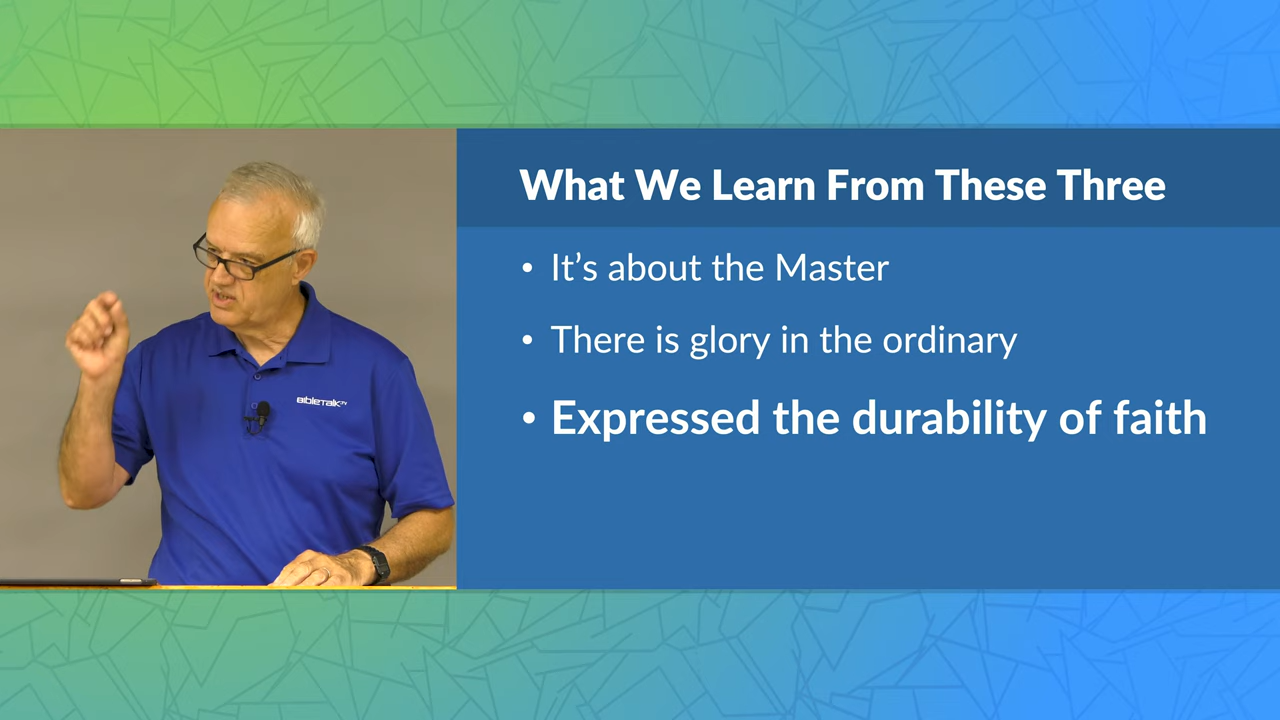 What We Learn From These Three
• It's about the Master
• There is glory in the ordinary
• Expressed the durability of faith
BibleTalk TV